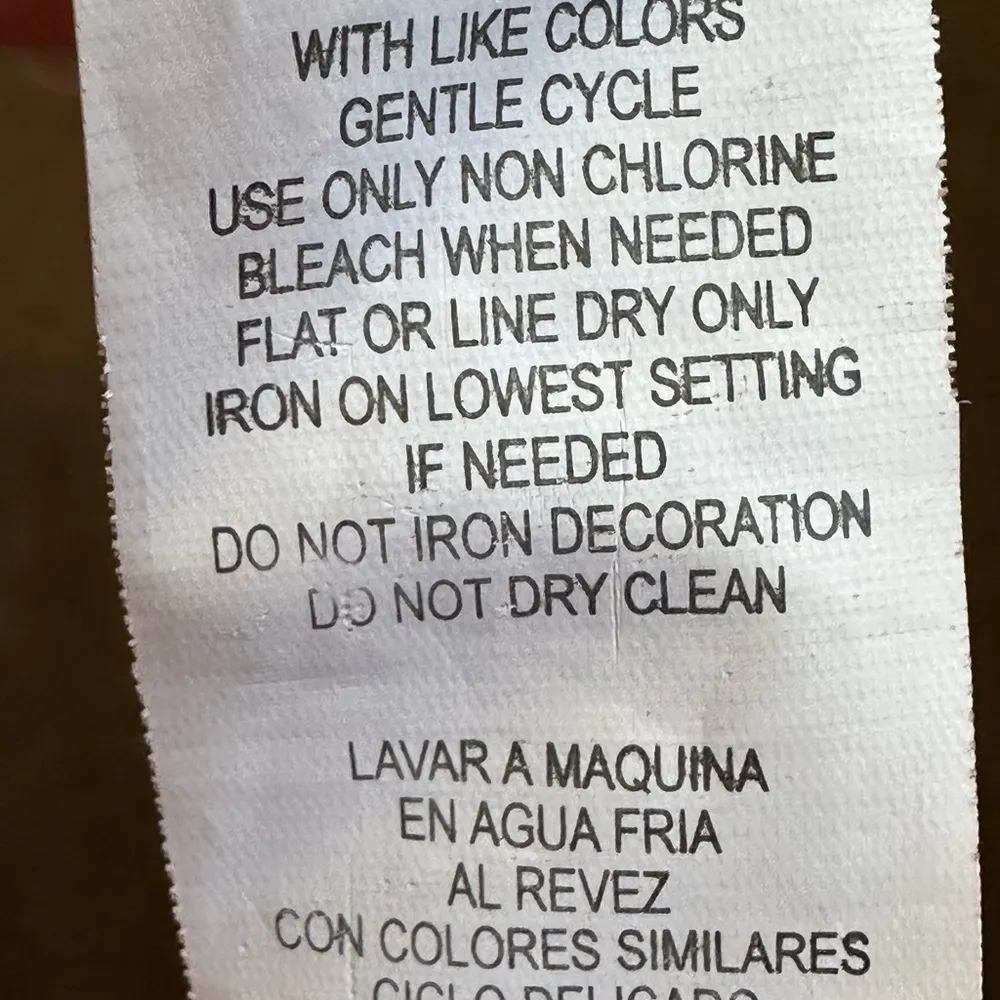 WITH LIKE COLORS
GENTLE CYCLE
USE ONLY NON CHLORINE
BLEACH WHEN NEEDED
FLAT OR LINE DRY ONLY
IRON ON LOWEST SETTING
IF NEEDED
DO NOT IRON DECORATION
DO NOT DRY CLEAN
LAVAR A MAQUINA
EN AGUA FRIA
AL REVEZ
CON COLORES SIMILARES
CICLO DELICADO